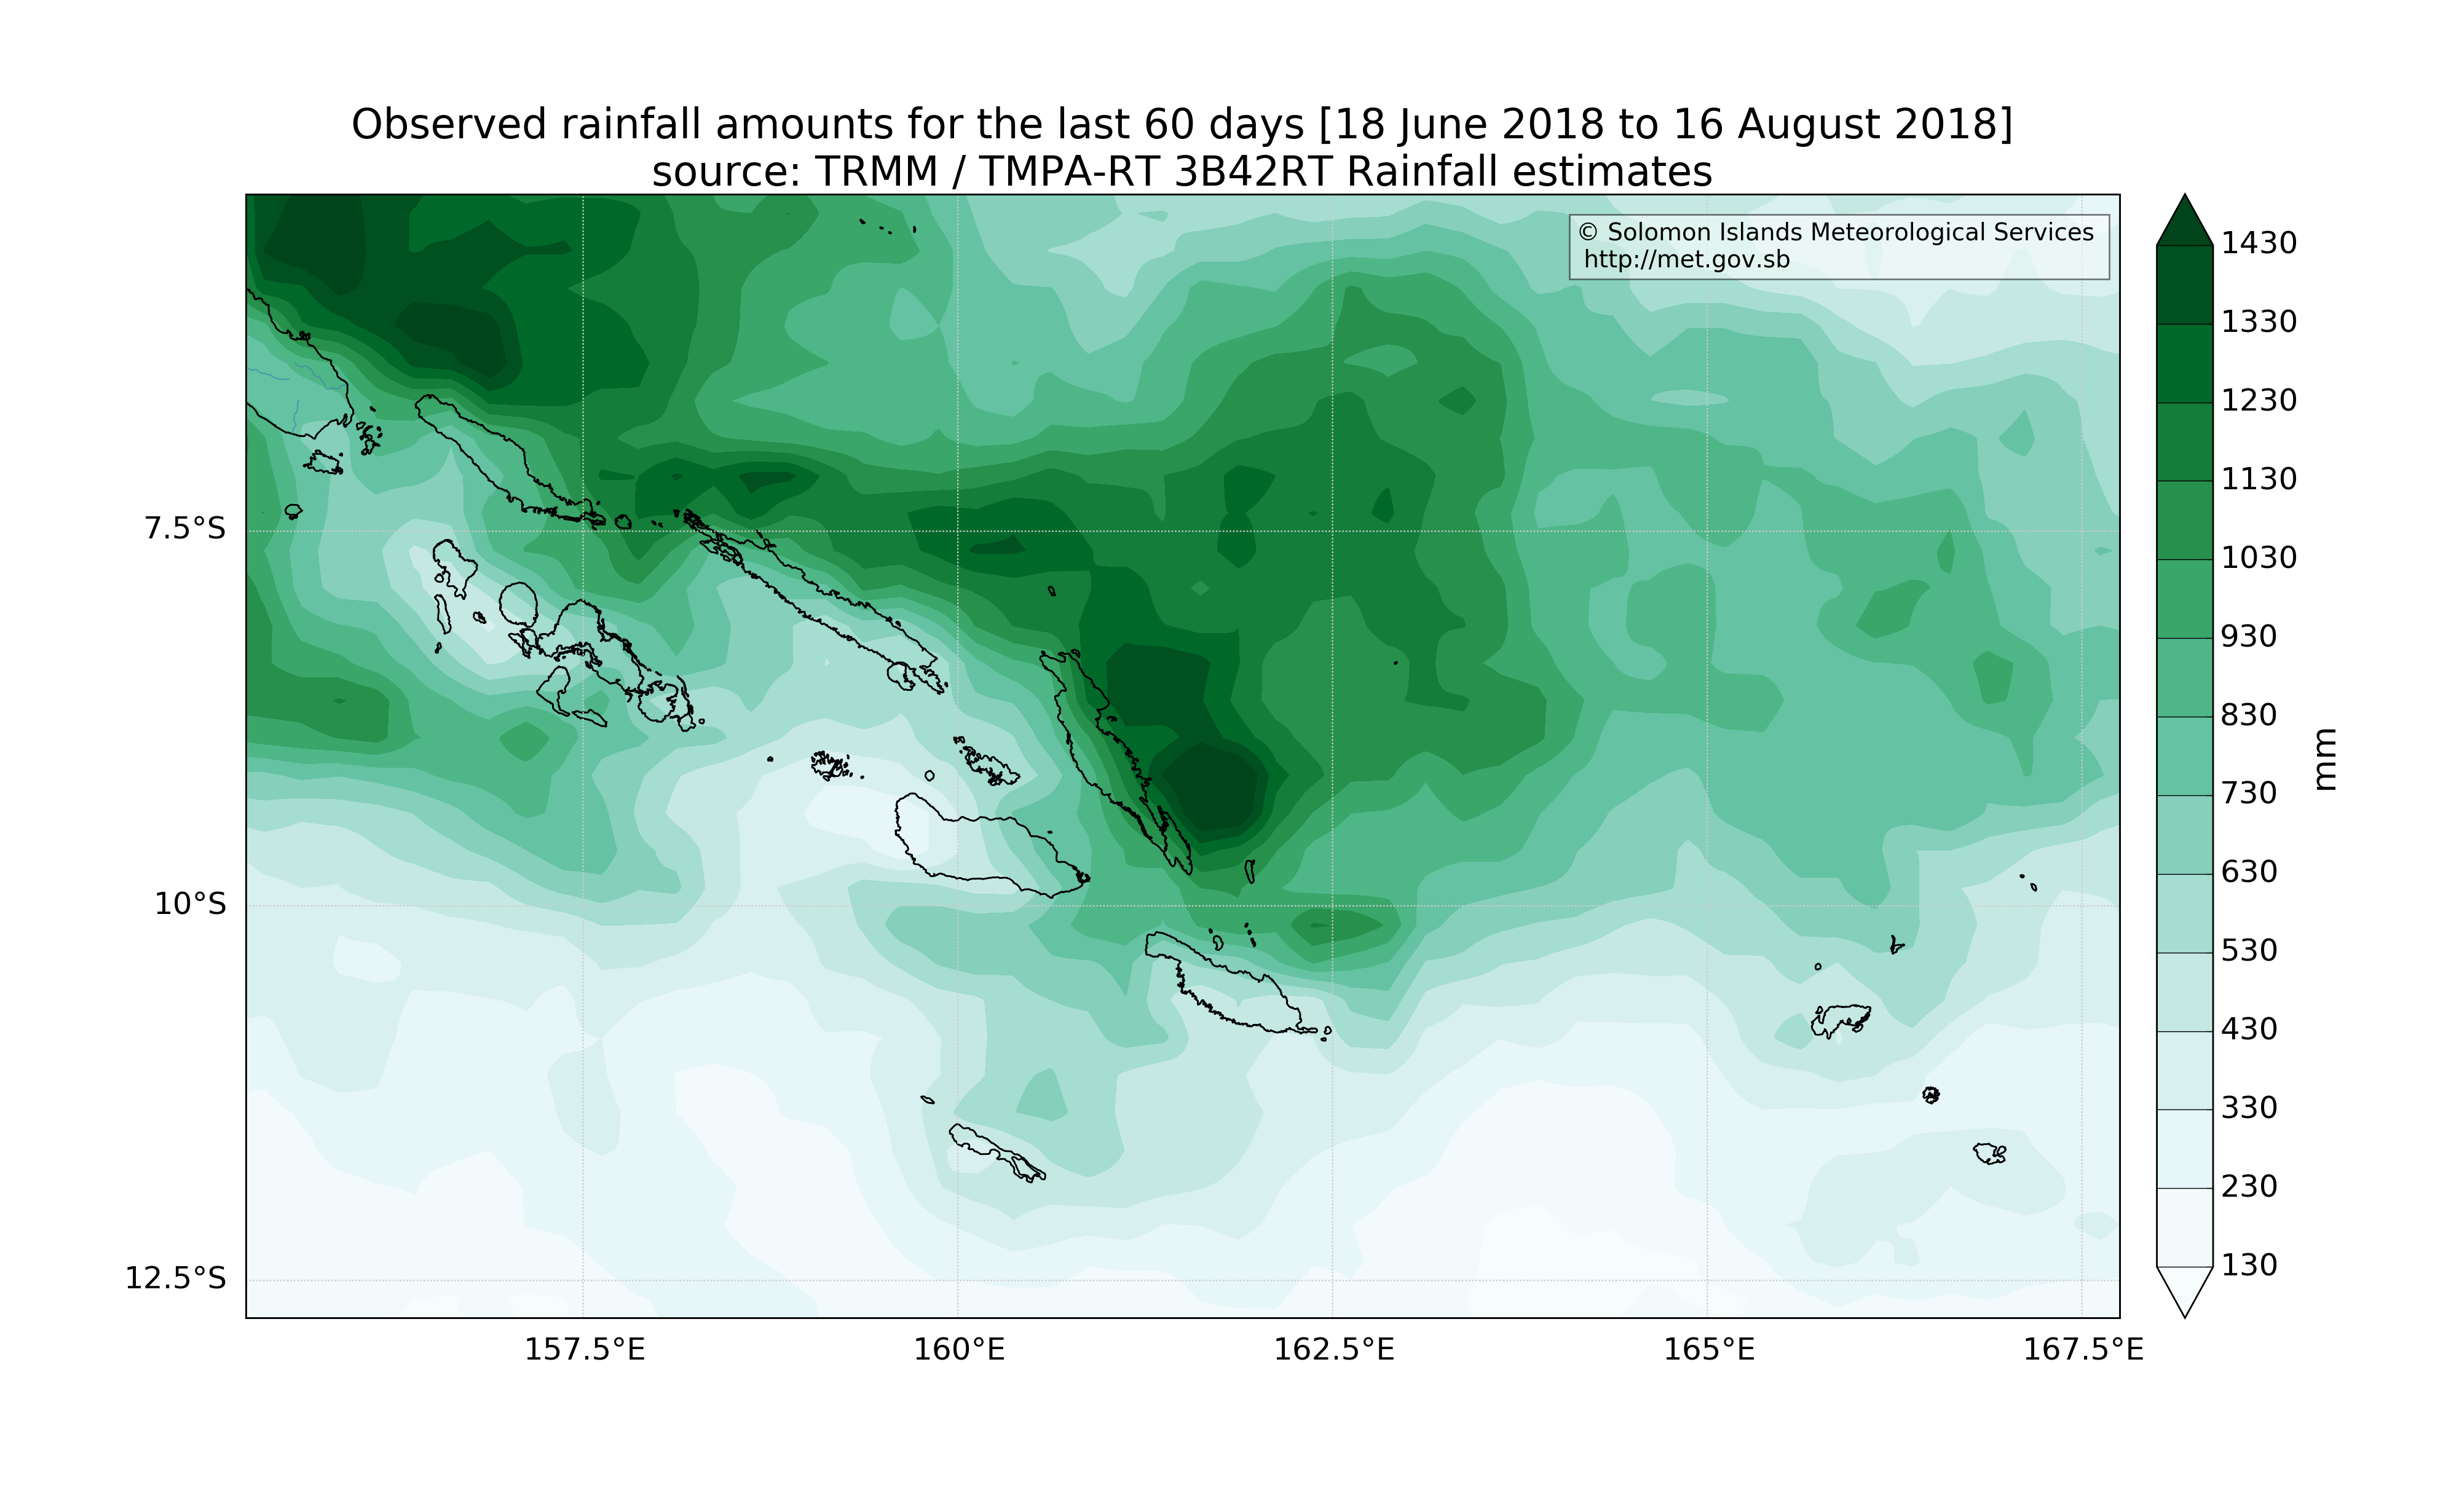 Observed rainfall amounts for the last 60 days [18 June 2018 to 16 August 2018]
source: TRMM / TMPA-RT 3B42RT Rainfall estimates
© Solomon Islands Meteorological Services
http://met.gov.sb
1430
1330
1230
1130
1030
930
830
730
630
530
430
330
230
130
mm
7.5°S
10°S
12.5°S
157.5°E
160°E
162.5°E
165°E
167.5°E